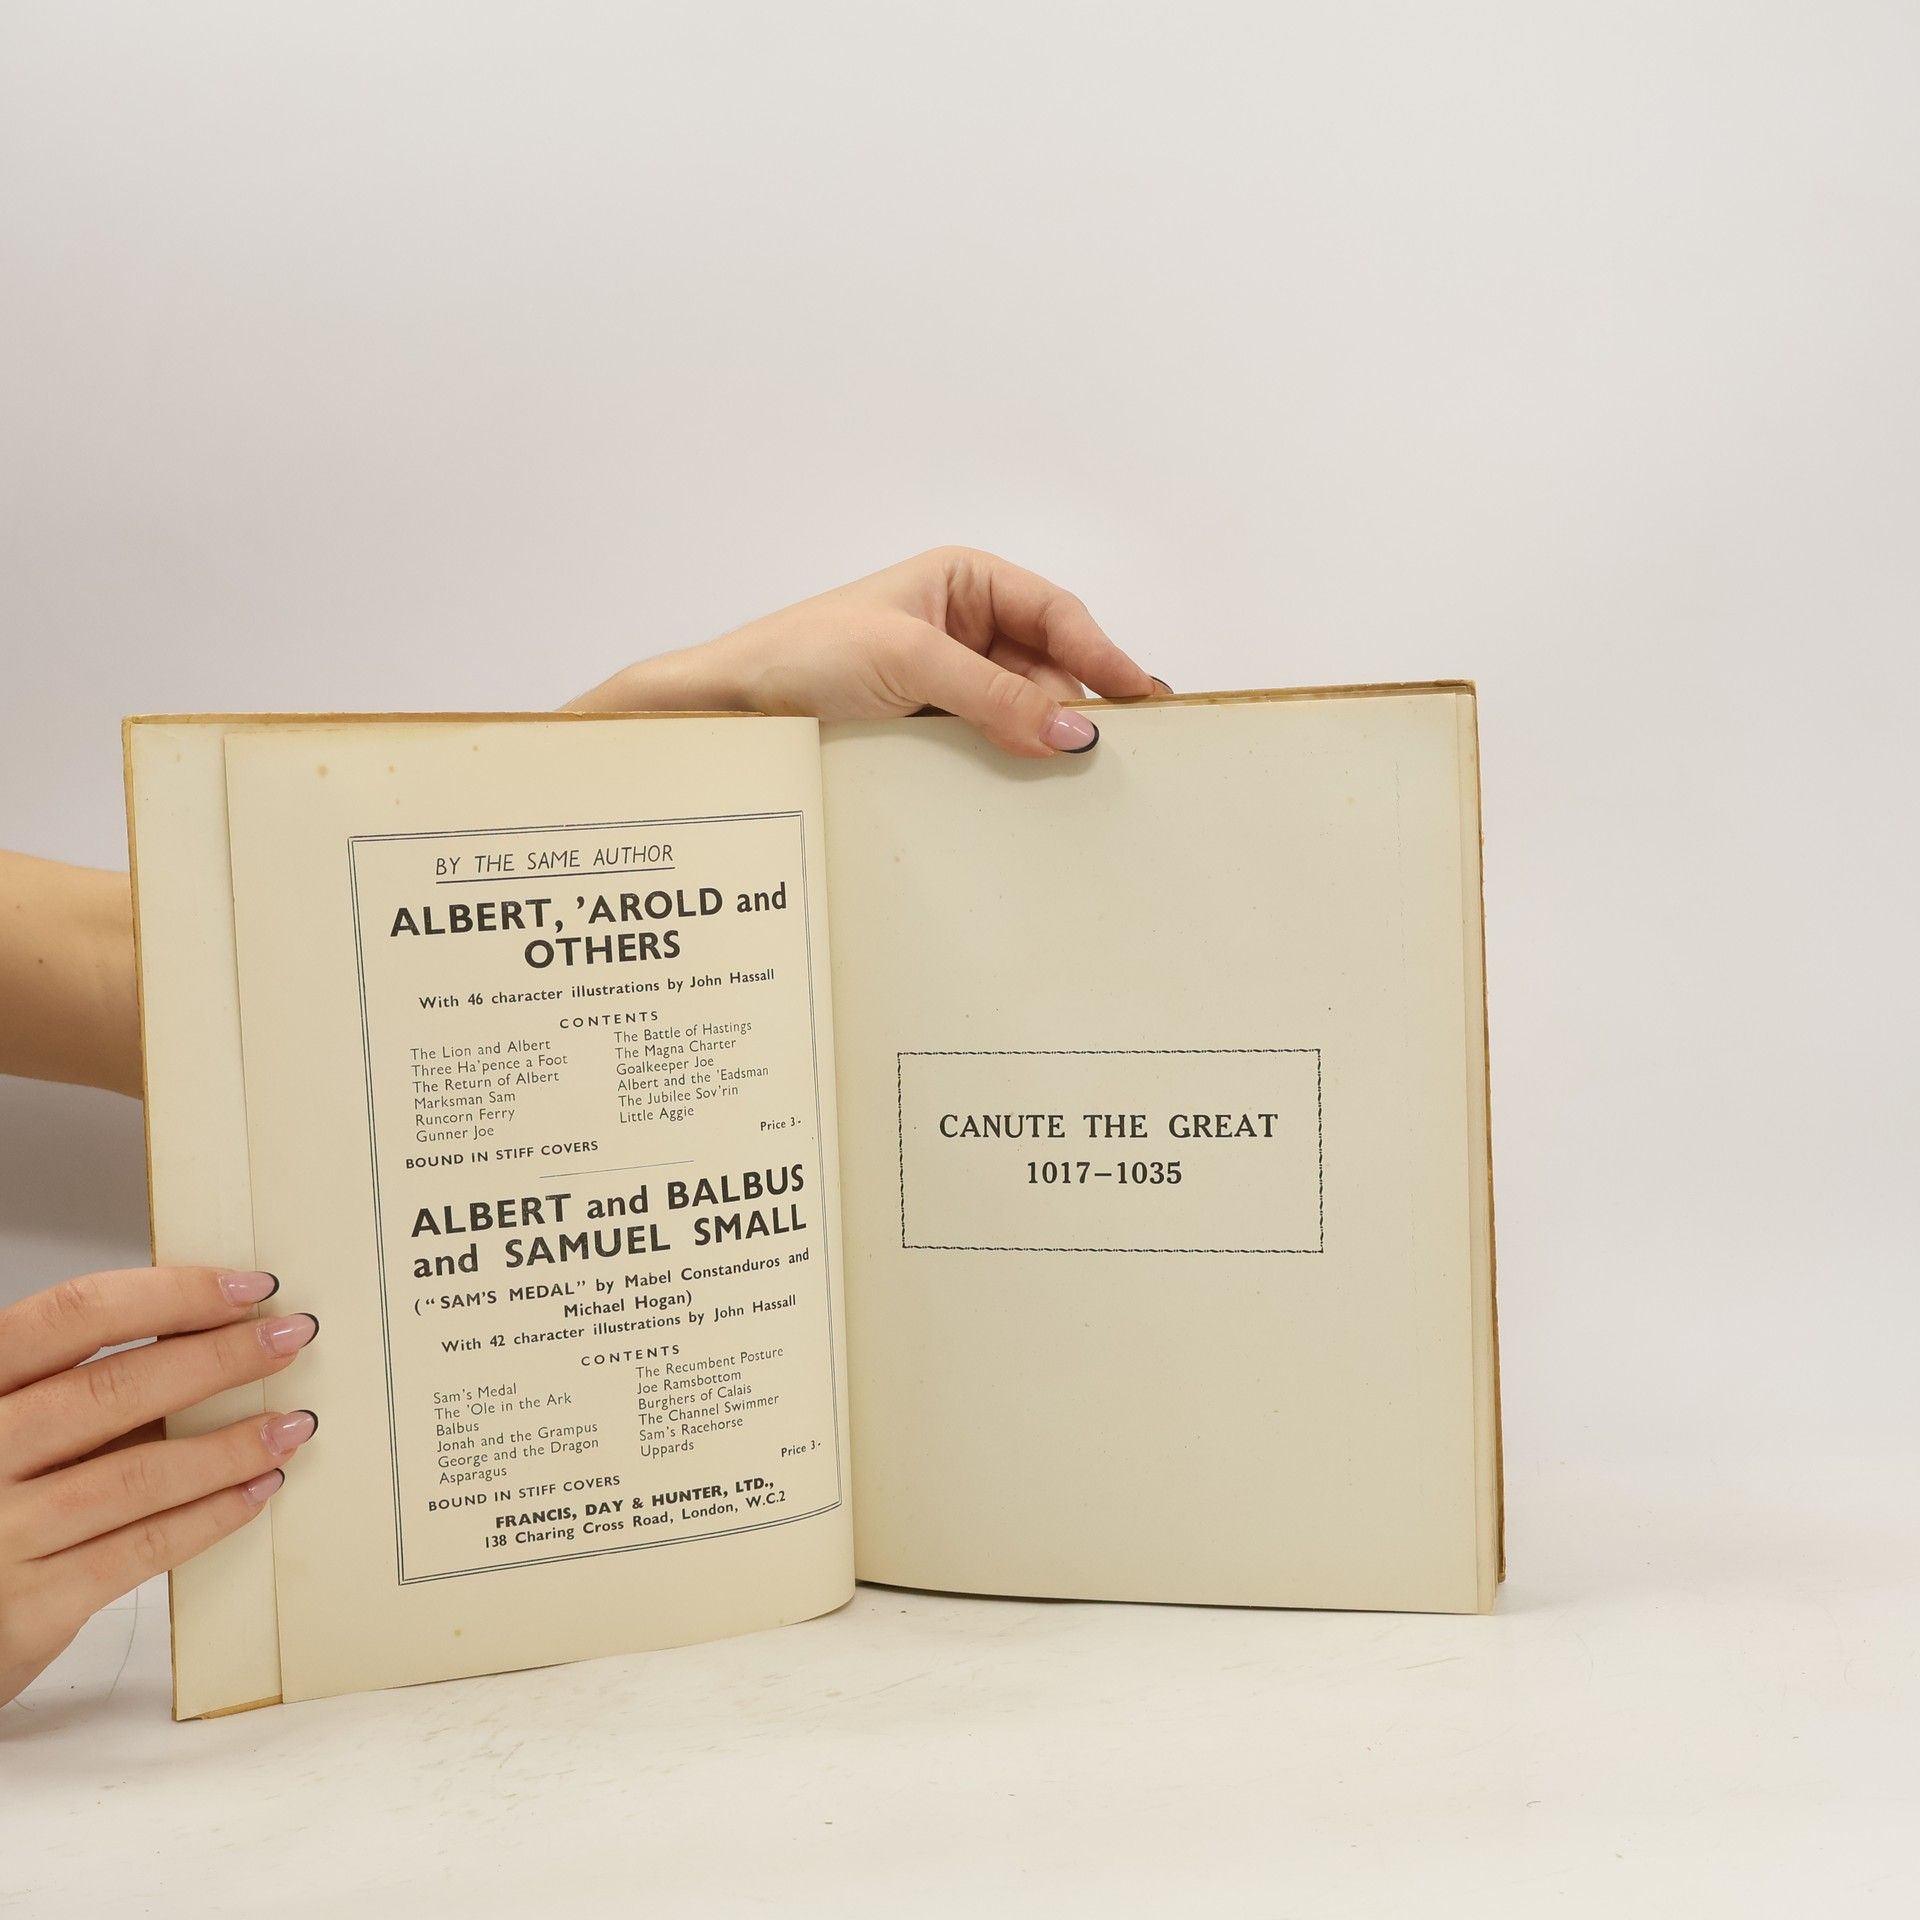 BY THE SAME AUTHOR
ALBERT, 'AROLD and
OTHERS
With 46 character illustrations by John Hassall
CONTENTS
The Lion and Albert
Three Ha'pence a Foot
The Return of Albert
Marksman Sam
Runcorn Ferry
Gunner Joe
The Battle of Hastings
The Magna Charter
Goalkeeper Joe
Albert and the 'Eadsman
The Jubilee Sov'rin
Little Aggie
Price 3/-
BOUND IN STIFF COVERS
ALBERT and BALBUS
and SAMUEL SMALL
("SAM'S MEDAL" by Mabel Constanduros and
Michael Hogan)
With 42 character illustrations by John Hassall
CONTENTS
Sam's Medal
The 'Ole in the Ark
Balbus
Jonah and the Grampus
George and the Dragon
Asparagus
The Recumbent Posture
Joe Ramsbottom
Burghers of Calais
The Channel Swimmer
Sam's Racehorse
Uppards
Price 3/-
BOUND IN STIFF COVERS
FRANCIS, DAY & HUNTER, LTD.,
138 Charing Cross Road, London, W.C.2
CANUTE THE GREAT
1017–1035